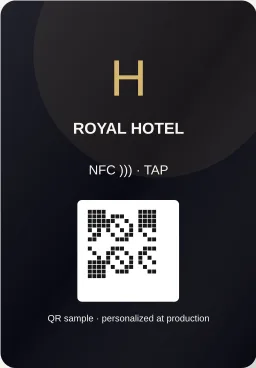 H
ROYAL HOTEL
NFC ))) · TAP
QR sample · personalized at production